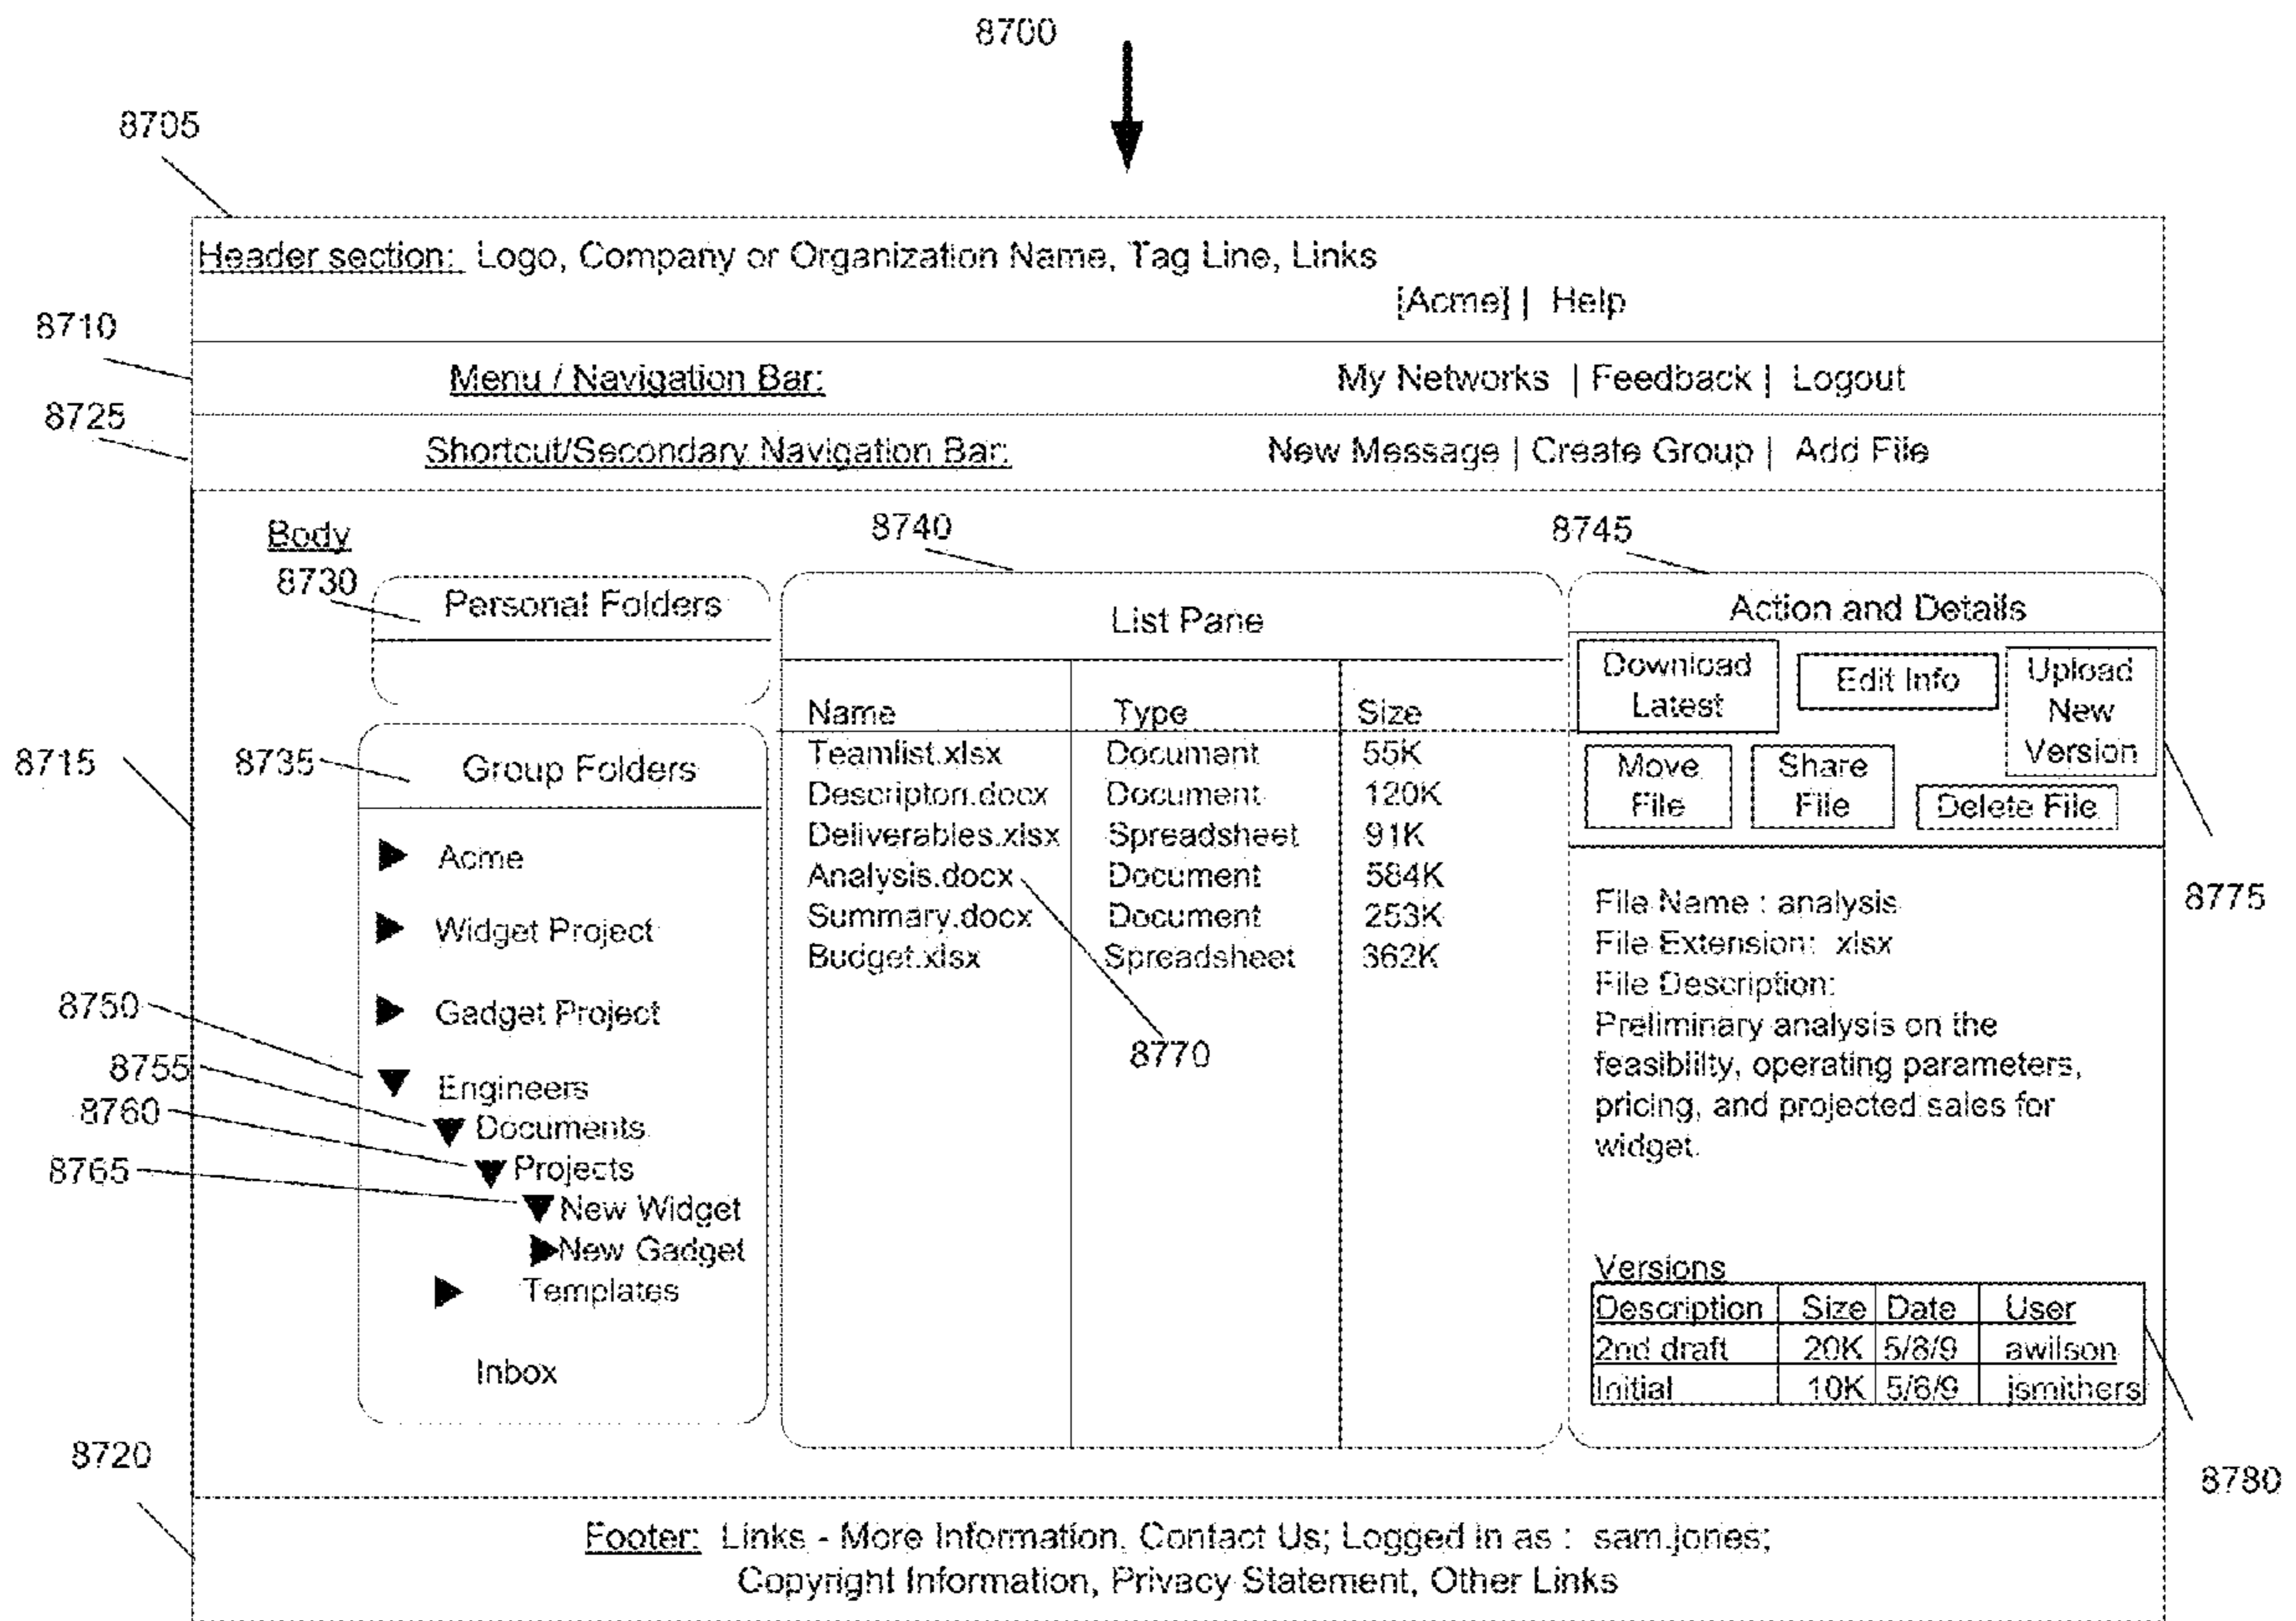 8700
8705
Header section: Logo, Company or Organization Name, Tag Line, Links
[Acme] | Help
8710
Menu / Navigation Bar:
My Networks | Feedback | Logout
8725
Shortcut/Secondary Navigation Bar:
New Message | Create Group | Add File
Body
8730
Personal Folders
8735
Group Folders
Acme
Widget Project
Gadget Project
8750
Engineers
8755
Documents
8760
Projects
8765
New Widget
New Gadget
Templates
Inbox
8715
8740
List Pane
Name Type Size
Teamlist.xlsx Document 55K
Descripton.docx Document 120K
Deliverables.xlsx Spreadsheet 91K
Analysis.docx Document 584K
Summary.docx Document 253K
Budget.xlsx Spreadsheet 362K
8770
8745
Action and Details
Download
Latest
Edit Info
Upload
New
Version
Move
File
Share
File
Delete File
8775
File Name : analysis
File Extension: xlsx
File Description:
Preliminary analysis on the
feasibility, operating parameters,
pricing, and projected sales for
widget.
Versions
Description Size Date User
2nd draft 20K 5/8/9 awilson
Initial 10K 5/6/9 jsmithers
8780
8720
Footer: Links - More Information, Contact Us; Logged in as : sam.jones;
Copyright Information, Privacy Statement, Other Links